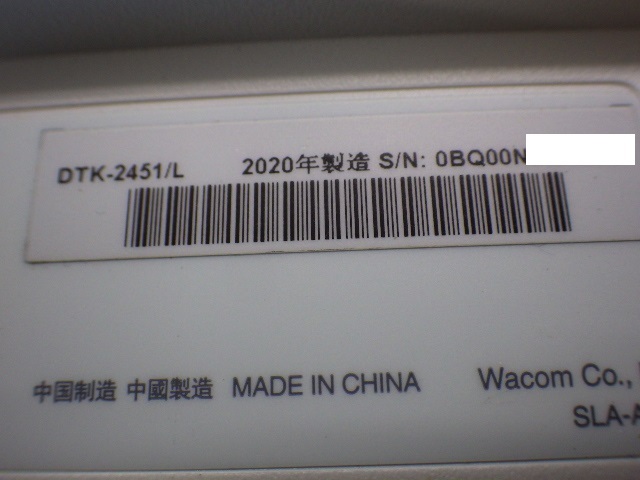 DTK-2451/L 2020年製造 S/N: 0BQ00N
中国制造 中國製造 MADE IN CHINA Wacom Co.,
SLA-A